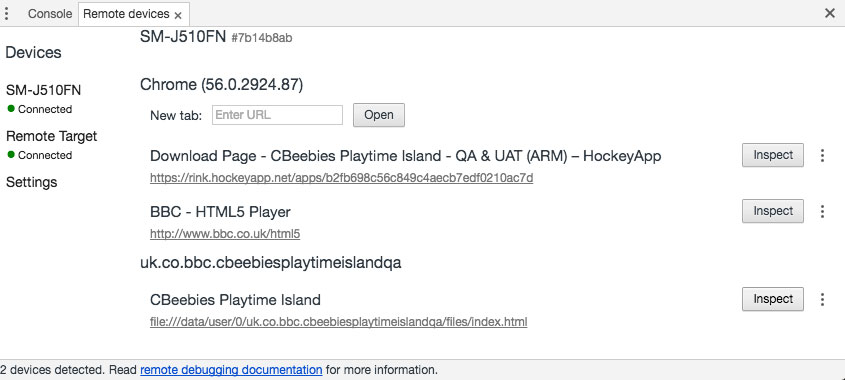 Console Remote devices
SM-J510FN #7b14b8ab
Devices
Chrome (56.0.2924.87)
SM-J510FN
Connected
New tab: Enter URL Open
Remote Target
Connected
Download Page - CBeebies Playtime Island - QA & UAT (ARM) – HockeyApp Inspect
https://rink.hockeyapp.net/apps/b2fb698c56c849c4aecb7edf0210ac7d
Settings
BBC - HTML5 Player Inspect
http://www.bbc.co.uk/html5
uk.co.bbc.cbeebiesplaytimeislandqa
CBeebies Playtime Island Inspect
file:///data/user/0/uk.co.bbc.cbeebiesplaytimeislandqa/files/index.html
2 devices detected. Read remote debugging documentation for more information.